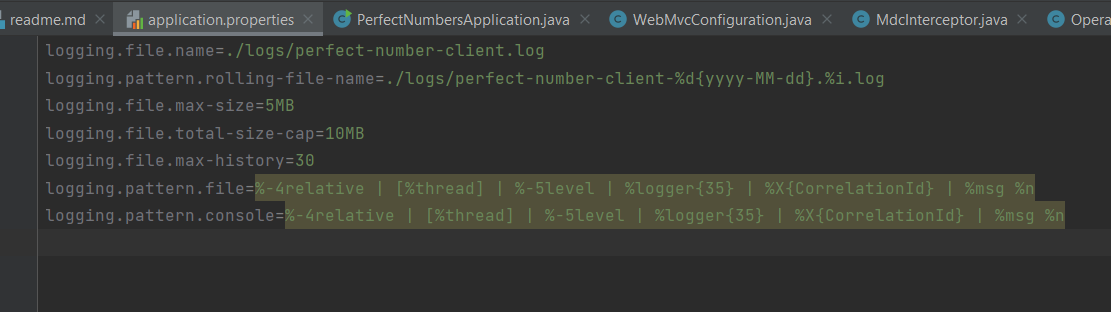 readme.md application.properties PerfectNumbersApplication.java WebMvcConfiguration.java MdcInterceptor.java Opera
logging.file.name=./logs/perfect-number-client.log
logging.pattern.rolling-file-name=./logs/perfect-number-client-%d{yyyy-MM-dd}.%i.log
logging.file.max-size=5MB
logging.file.total-size-cap=10MB
logging.file.max-history=30
logging.pattern.file=%-4relative | [%thread] | %-5level | %logger{35} | %X{CorrelationId} | %msg %n
logging.pattern.console=%-4relative | [%thread] | %-5level | %logger{35} | %X{CorrelationId} | %msg %n